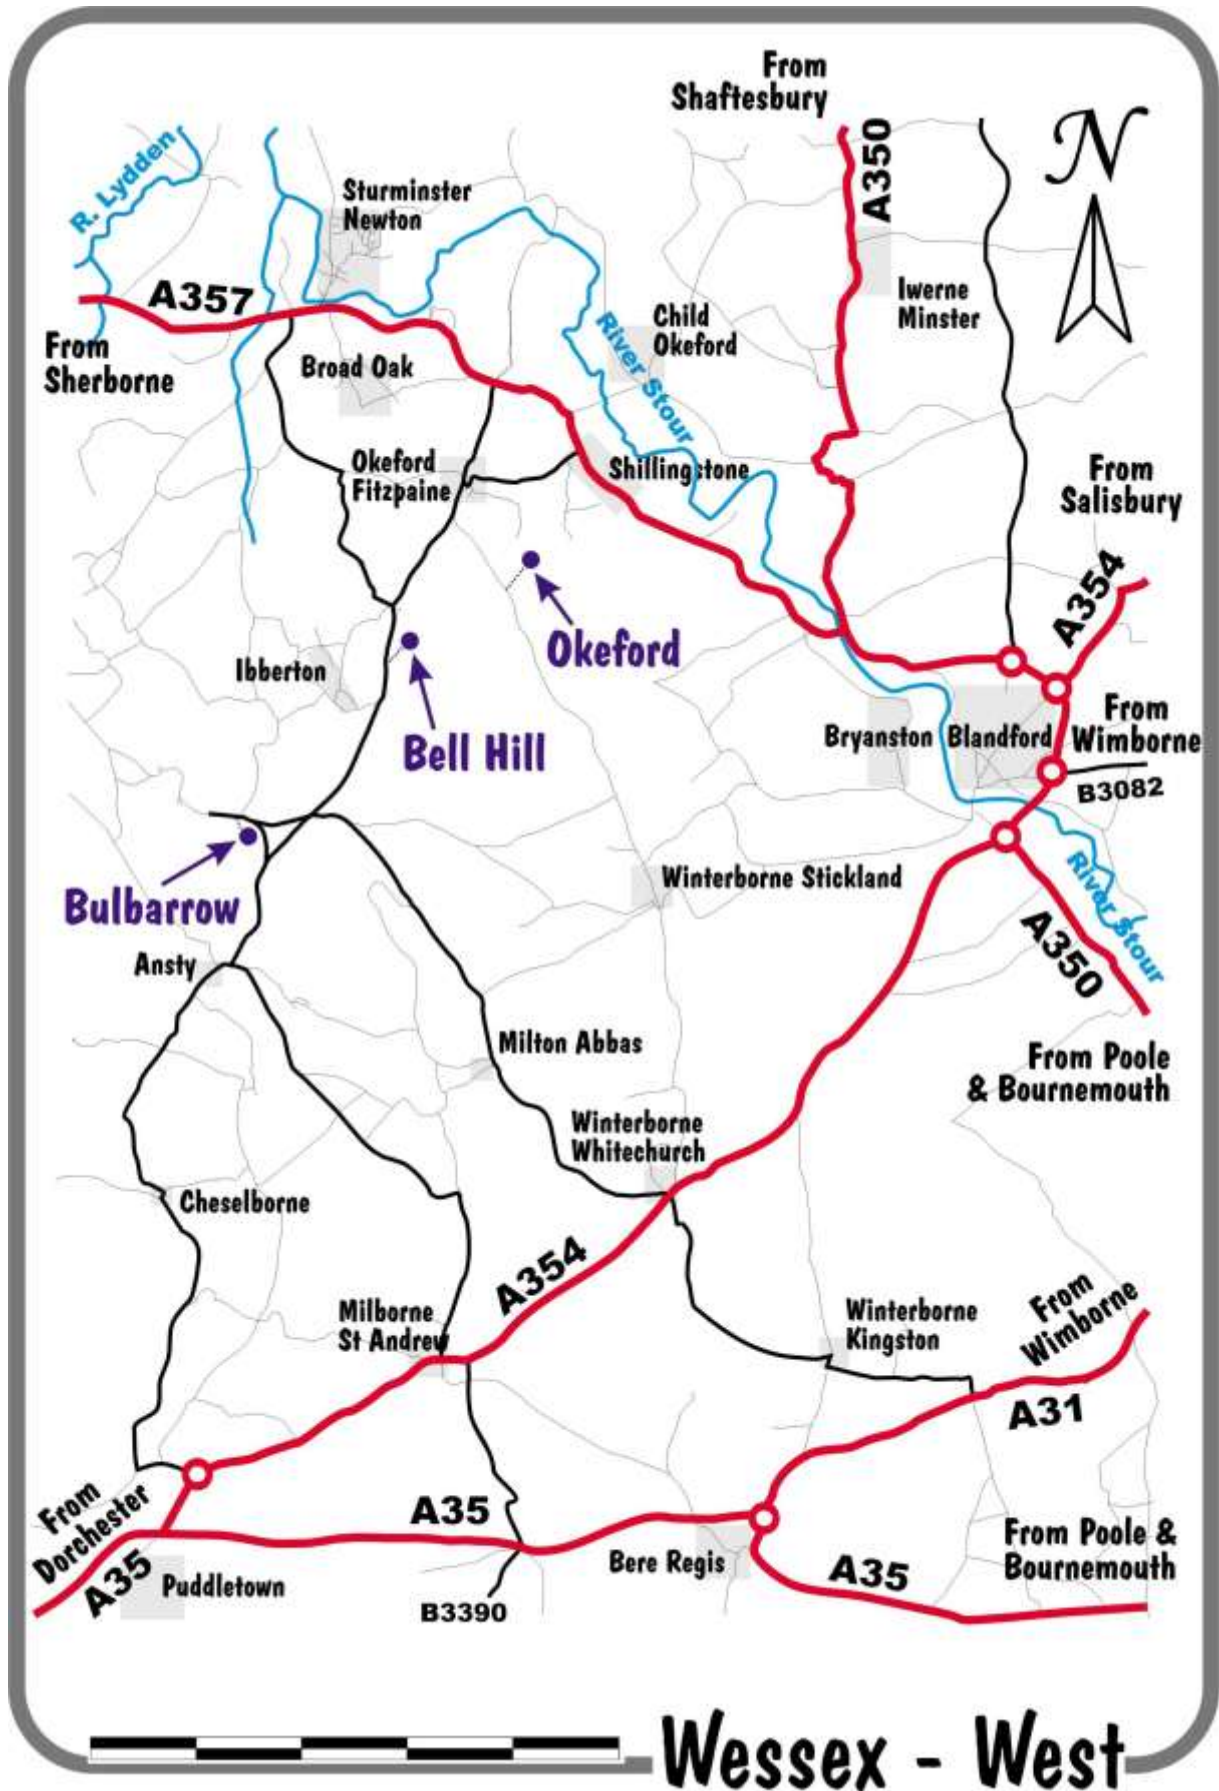 From
Shaftesbury
A350
N
R. Lydden
Sturminster
Newton
A357
Iwerne
Minster
Child
Okeford
From
Sherborne
River Stour
Broad Oak
Okeford
Fitzpaine
Shillingstone
From
Salisbury
A354
Okeford
Ibberton
Bell Hill
Bryanston
Blandford
From
Wimborne
B3082
Bulbarrow
Winterborne Stickland
River Stour
A350
Ansty
Milton Abbas
From Poole
& Bournemouth
Winterborne
Whitechurch
Cheselborne
A354
Milborne
St Andrew
Winterborne
Kingston
From
Wimborne
A31
From
Dorchester
A35
A35
Puddletown
B3390
Bere Regis
A35
From Poole &
Bournemouth
Wessex - West